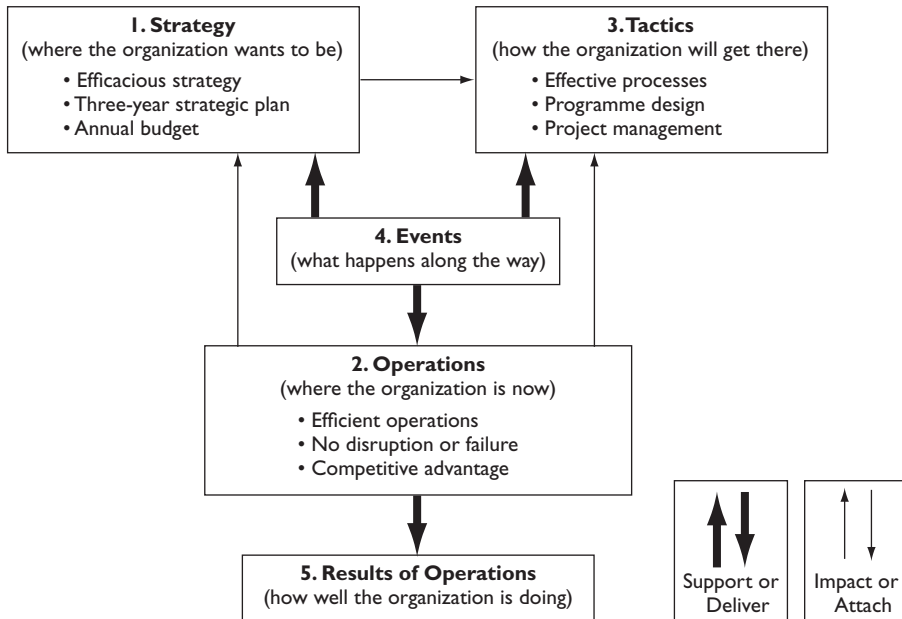 1. Strategy
(where the organization wants to be)
• Efficacious strategy
• Three-year strategic plan
• Annual budget
3. Tactics
(how the organization will get there)
• Effective processes
• Programme design
• Project management
4. Events
(what happens along the way)
2. Operations
(where the organization is now)
• Efficient operations
• No disruption or failure
• Competitive advantage
5. Results of Operations
(how well the organization is doing)
Support or
Deliver
Impact or
Attach